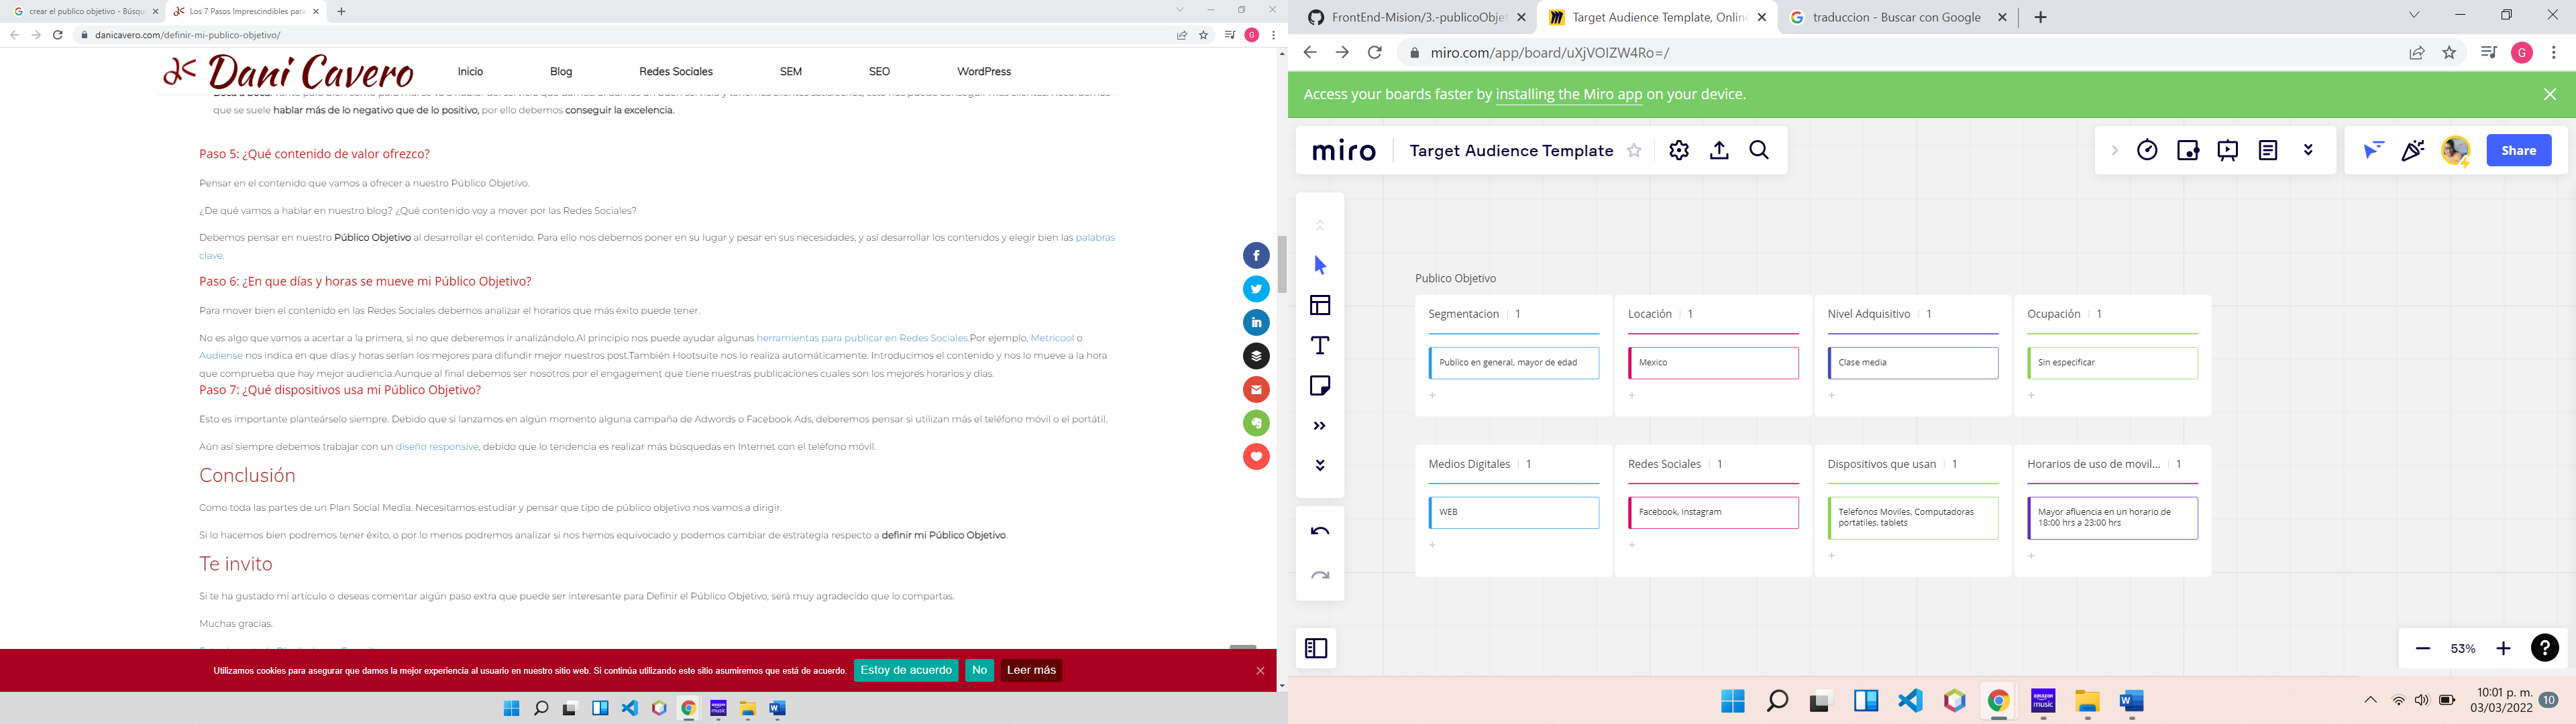 crear el publico objetivo - Búsqu
Los 7 Pasos Imprescindibles para
danicavero.com/definir-mi-publico-objetivo/
G
Dani Cavero
Inicio
Blog
Redes Sociales
SEM
SEO
WordPress
que se suele hablar más de lo negativo que de lo positivo, por ello debemos conseguir la excelencia.
Paso 5: ¿Qué contenido de valor ofrezco?
Pensar en el contenido que vamos a ofrecer a nuestro Público Objetivo.
¿De qué vamos a hablar en nuestro blog? ¿Qué contenido voy a mover por las Redes Sociales?
Debemos pensar en nuestro Público Objetivo al desarrollar el contenido. Para ello nos debemos poner en su lugar y pesar en sus necesidades, y así desarrollar los contenidos y elegir bien las palabras
clave.
Paso 6: ¿En que días y horas se mueve mi Público Objetivo?
Para mover bien el contenido en las Redes Sociales debemos analizar el horarios que más éxito puede tener.
No es algo que vamos a acertar a la primera, si no que deberemos ir analizándolo.Al principio nos puede ayudar algunas herramientas para publicar en Redes Sociales.Por ejemplo, Metricool o
Audiense nos indica en que días y horas serían los mejores para difundir mejor nuestros post.También Hootsuite nos lo realiza automáticamente. Introducimos el contenido y nos lo mueve a la hora
que comprueba que hay mejor audiencia.Aunque al final debemos ser nosotros por el engagement que tiene nuestras publicaciones cuales son los mejores horarios y días.
Paso 7: ¿Qué dispositivos usa mi Público Objetivo?
Esto es importante planteárselo siempre. Debido que si lanzamos en algún momento alguna campaña de Adwords o Facebook Ads, deberemos pensar si utilizan más el teléfono móvil o el portátil.
Aún así siempre debemos trabajar con un diseño responsive, debido que lo tendencia es realizar más búsquedas en Internet con el teléfono móvil.
Conclusión
Como toda las partes de un Plan Social Media. Necesitamos estudiar y pensar que tipo de público objetivo nos vamos a dirigir.
Si lo hacemos bien podremos tener éxito, o por lo menos podremos analizar si nos hemos equivocado y podemos cambiar de estrategia respecto a definir mi Público Objetivo.
Te invito
Si te ha gustado mi artículo o deseas comentar algún paso extra que puede ser interesante para Definir el Público Objetivo, será muy agradecido que lo compartas.
Muchas gracias.
Utilizamos cookies para asegurar que damos la mejor experiencia al usuario en nuestro sitio web. Si continúa utilizando este sitio asumiremos que está de acuerdo.
Estoy de acuerdo
No
Leer más
FrontEnd-Mision/3.-publicoObjet
Target Audience Template, Onlin
traduccion - Buscar con Google
miro.com/app/board/uXjVOIZW4Ro=/
G
Access your boards faster by installing the Miro app on your device.
miro
Target Audience Template
Share
Publico Objetivo
Segmentacion 1
Publico en general, mayor de edad
Locación 1
Mexico
Nivel Adquisitivo 1
Clase media
Ocupación 1
Sin especificar
Medios Digitales 1
WEB
Redes Sociales 1
Facebook, Instagram
Dispositivos que usan 1
Telefonos Moviles, Computadoras
portatiles, tablets
Horarios de uso de movil... 1
Mayor afluencia en un horario de
18:00 hrs a 23:00 hrs
53%
?
amazon music
10:01 p. m.
03/03/2022
10